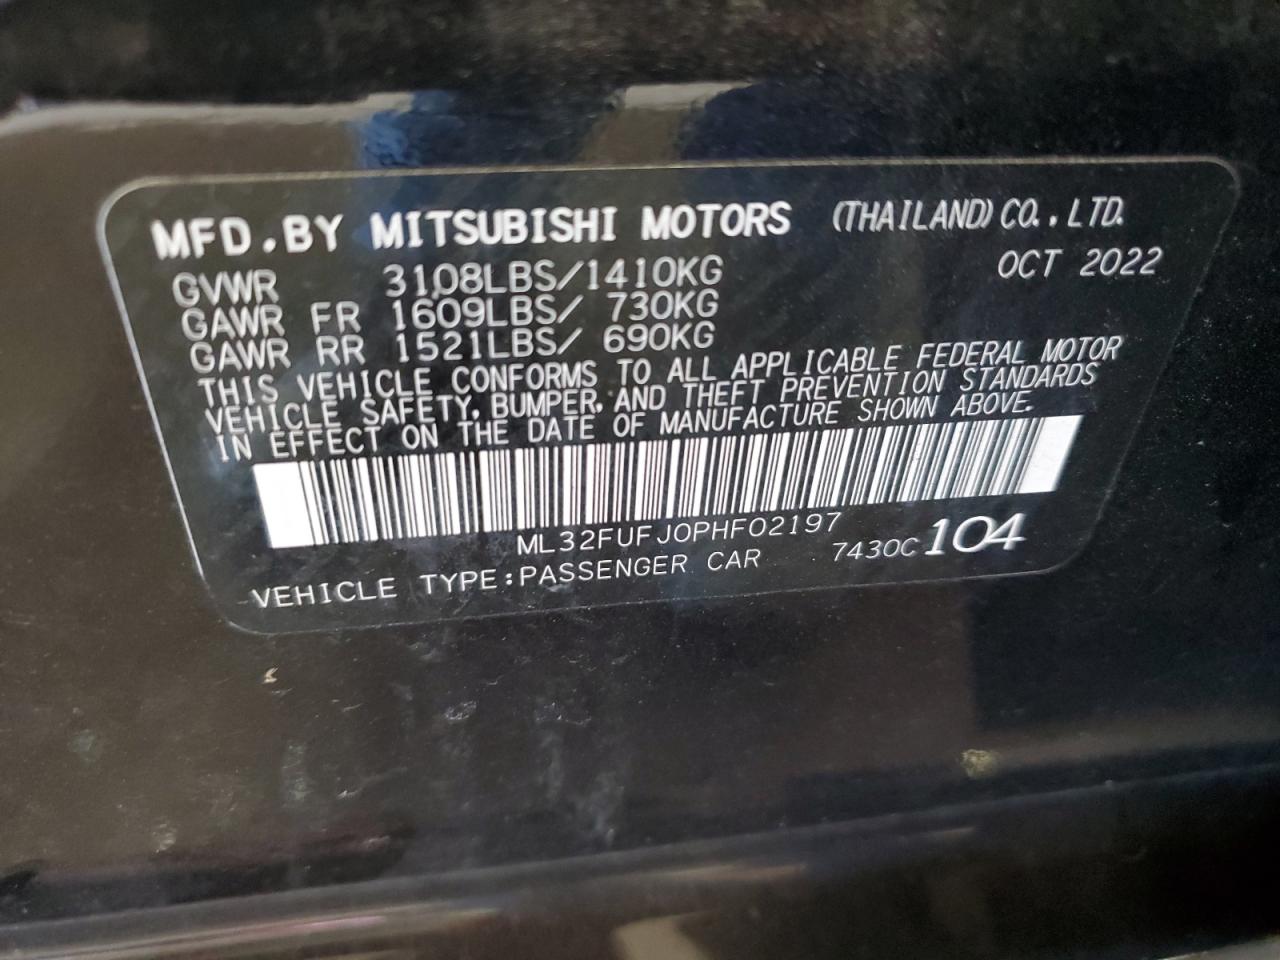 MFD.BY MITSUBISHI MOTORS (THAILAND) CO., LTD.
OCT 2022
GVWR 3108LBS/1410KG
GAWR FR 1609LBS/ 730KG
GAWR RR 1521LBS/ 690KG
THIS VEHICLE CONFORMS TO ALL APPLICABLE FEDERAL MOTOR
VEHICLE SAFETY, BUMPER, AND THEFT PREVENTION STANDARDS
IN EFFECT ON THE DATE OF MANUFACTURE SHOWN ABOVE.
ML32FUFJ0PHF02197
VEHICLE TYPE:PASSENGER CAR 7430C 104